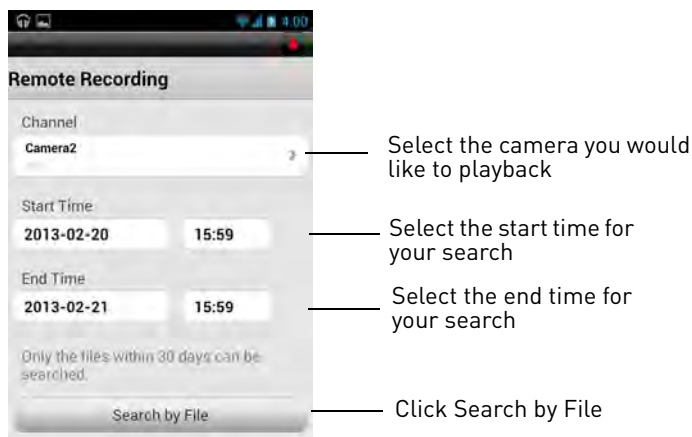 4:00
Remote Recording
Channel
Camera2
Select the camera you would
like to playback
Start Time
2013-02-20 15:59
Select the start time for
your search
End Time
2013-02-21 15:59
Select the end time for
your search
Only the files within 30 days can be
searched.
Search by File
Click Search by File